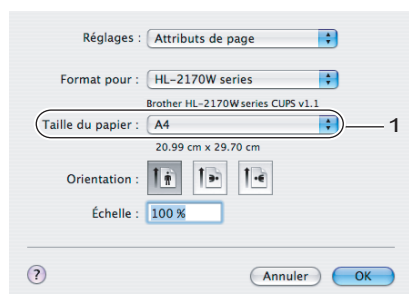 Réglages : Attributs de page
Format pour : HL-2170W series
Brother HL-2170W series CUPS v1.1
Taille du papier : A4 1
20.99 cm x 29.70 cm
Orientation :
Échelle : 100 %
? Annuler OK